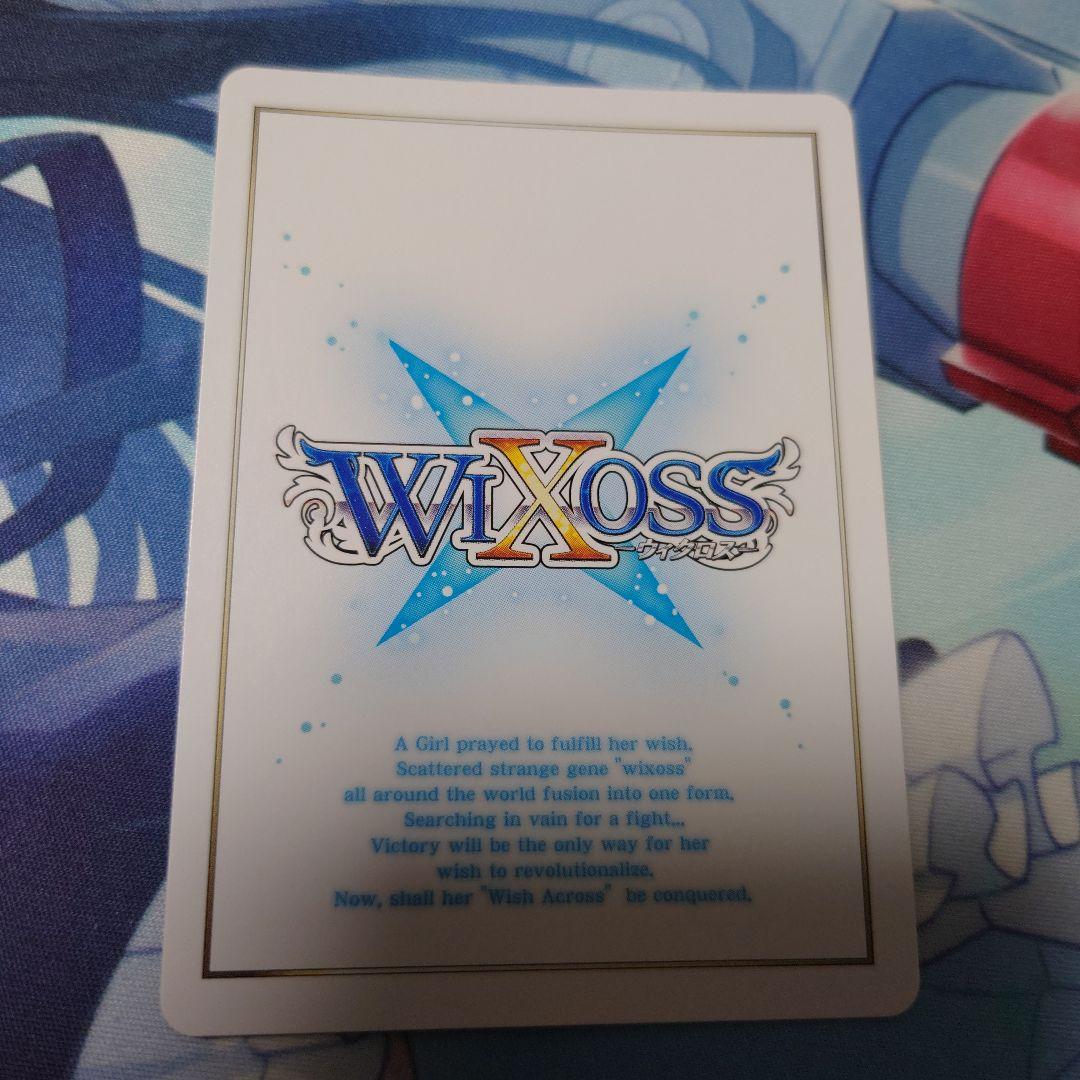 WIXOSS
ーウィクロスー
A Girl prayed to fulfill her wish.
Scattered strange gene "wixoss"
all around the world fusion into one form.
Searching in vain for a fight...
Victory will be the only way for her
wish to revolutionalize.
Now, shall her "Wish Across" be conquered.